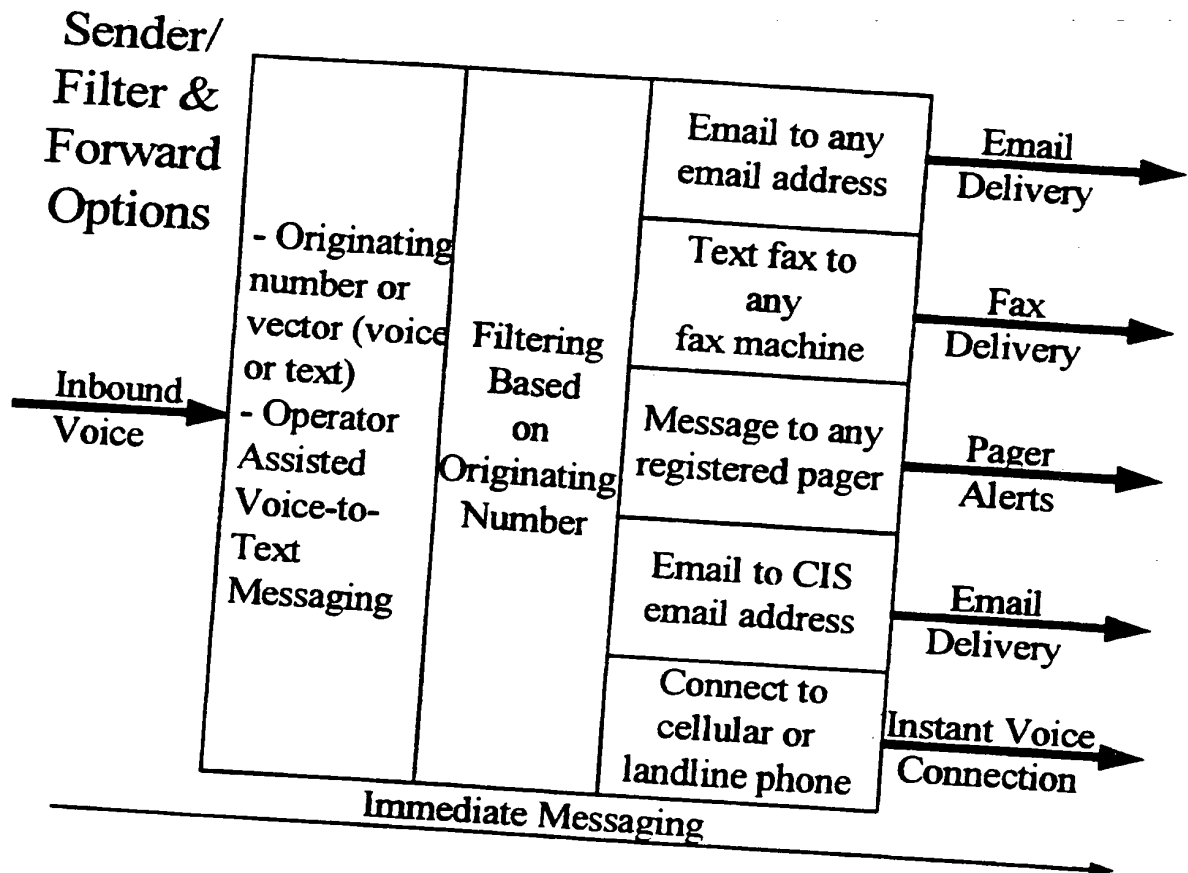 Sender/
Filter &
Forward
Options
Inbound
Voice
- Originating
number or
vector (voice
or text)
- Operator
Assisted
Voice-to-
Text
Messaging
Filtering
Based
on
Originating
Number
Email to any
email address
Text fax to
any
fax machine
Message to any
registered pager
Email to CIS
email address
Connect to
cellular or
landline phone
Email
Delivery
Fax
Delivery
Pager
Alerts
Email
Delivery
Instant Voice
Connection
Immediate Messaging